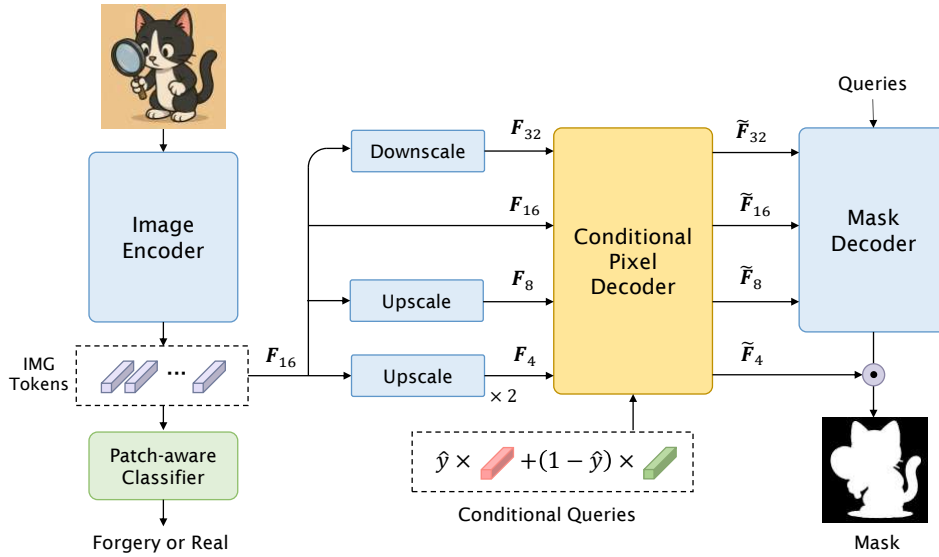 Image
Encoder
IMG
Tokens
...
Patch-aware
Classifier
Forgery or Real
F₁₆
Downscale
Upscale
Upscale
× 2
F₃₂
F₁₆
F₈
F₄
Conditional
Pixel
Decoder
ŷ × +(1 − ŷ) ×
Conditional Queries
F̃₃₂
F̃₁₆
F̃₈
F̃₄
Queries
Mask
Decoder
Mask